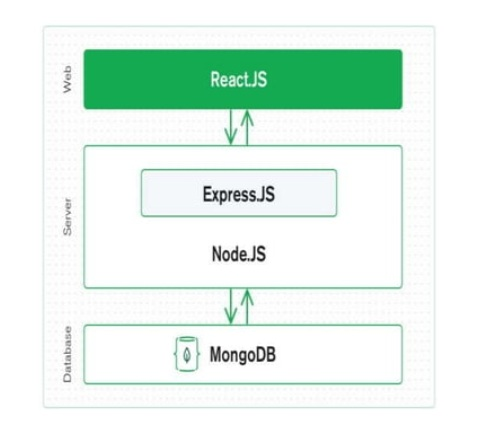 Web
React.JS
Server
Express.JS
Node.JS
Database
MongoDB